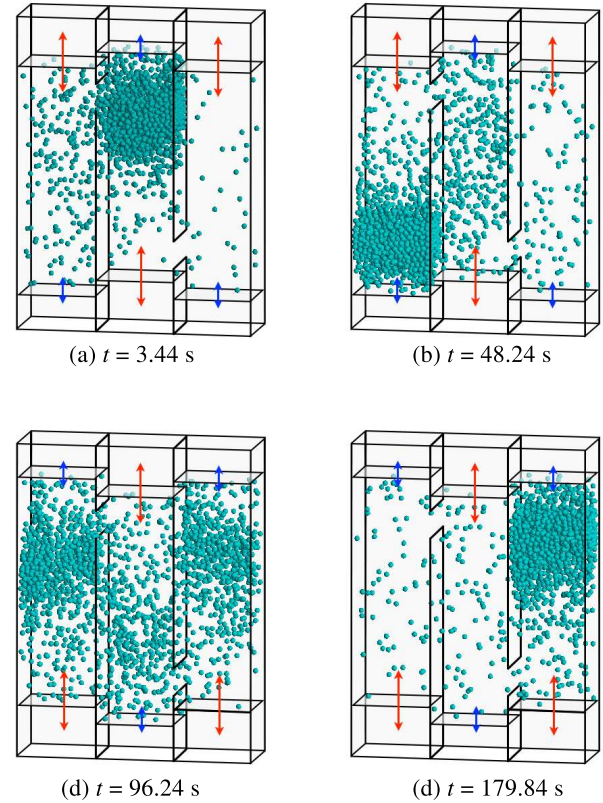 (a) t = 3.44 s
(b) t = 48.24 s
(d) t = 96.24 s
(d) t = 179.84 s